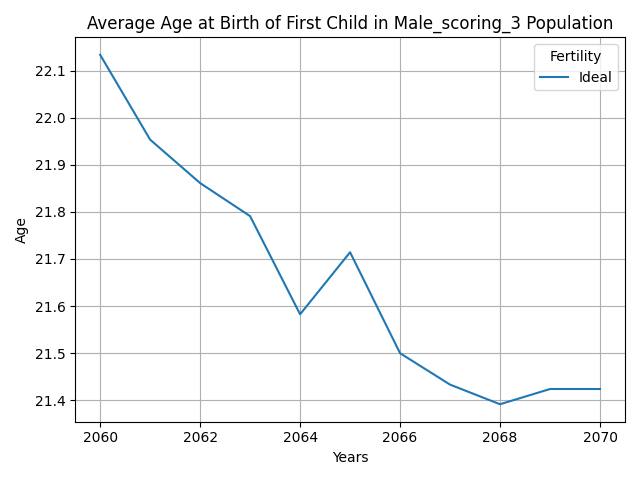 Average Age at Birth of First Child in Male_scoring_3 Population
Fertility
Ideal
22.1
22.0
21.9
21.8
21.7
21.6
21.5
21.4
Age
2060
2062
2064
2066
2068
2070
Years